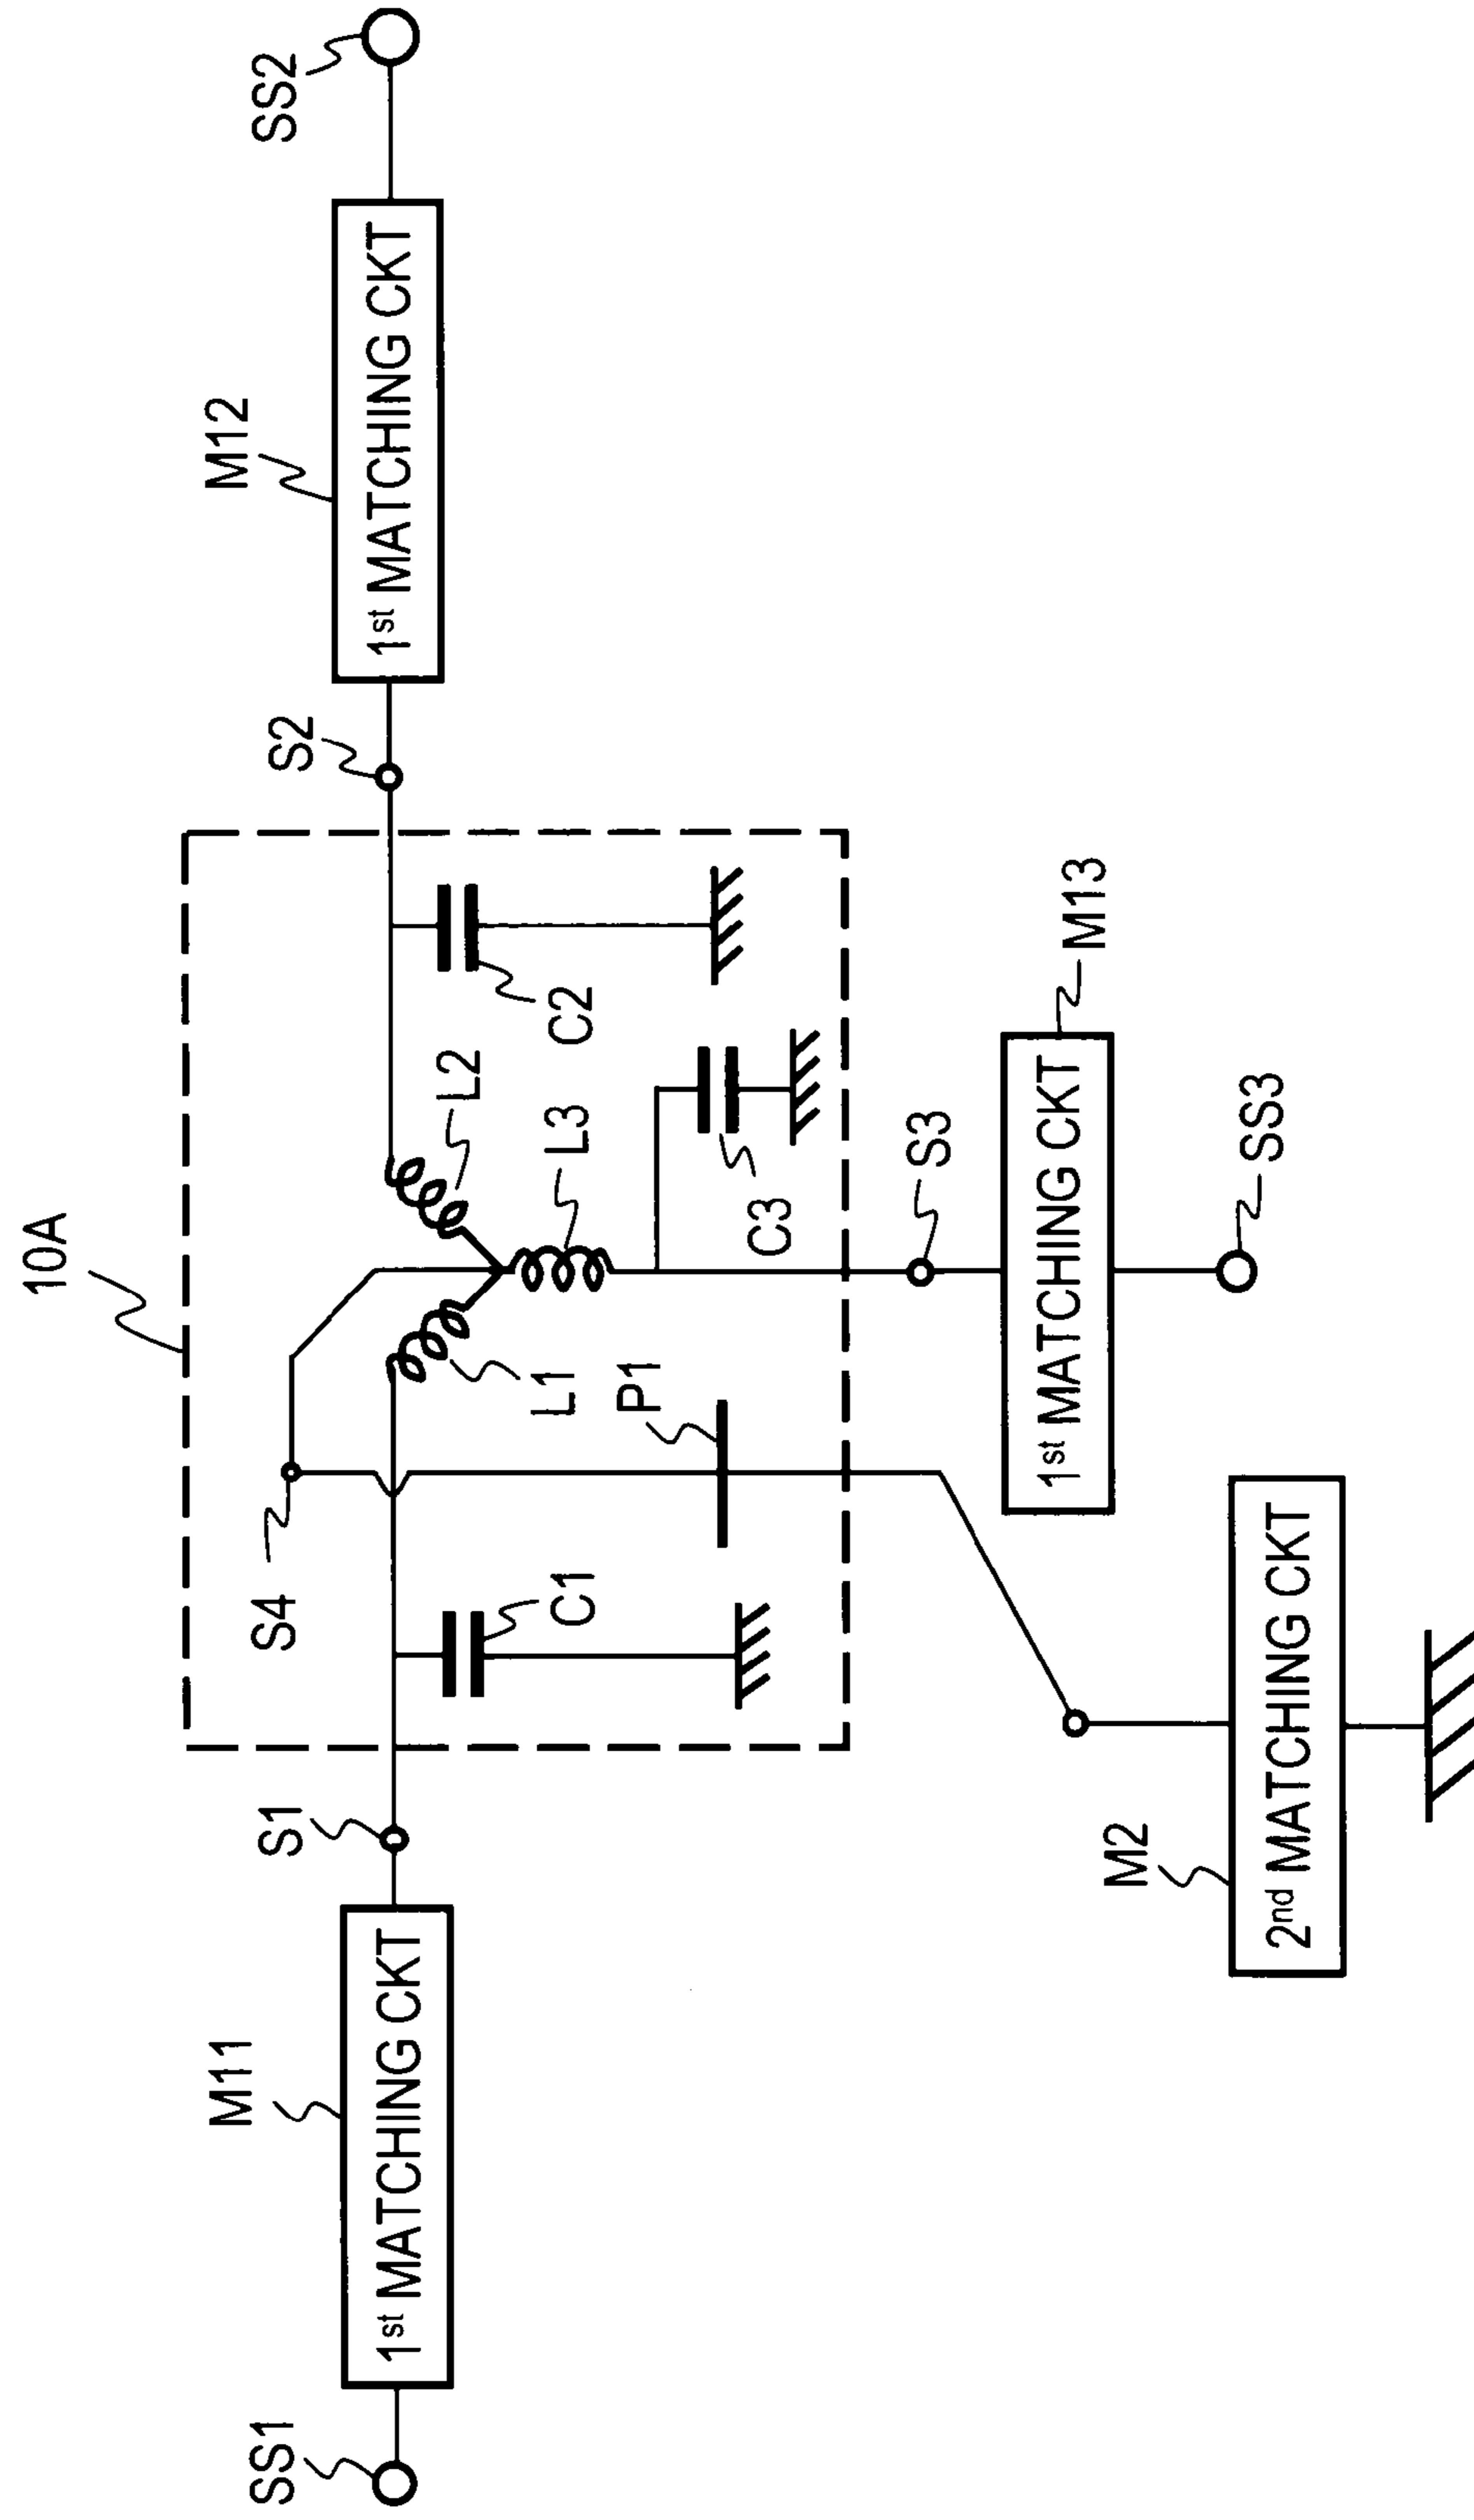 10A
SS1
M11
1st MATCHING CKT
S1
S4
C1
L1
P1
L3
L2
C2
C3
S2
M12
1st MATCHING CKT
SS2
S3
M13
1st MATCHING CKT
SS3
M2
2nd MATCHING CKT